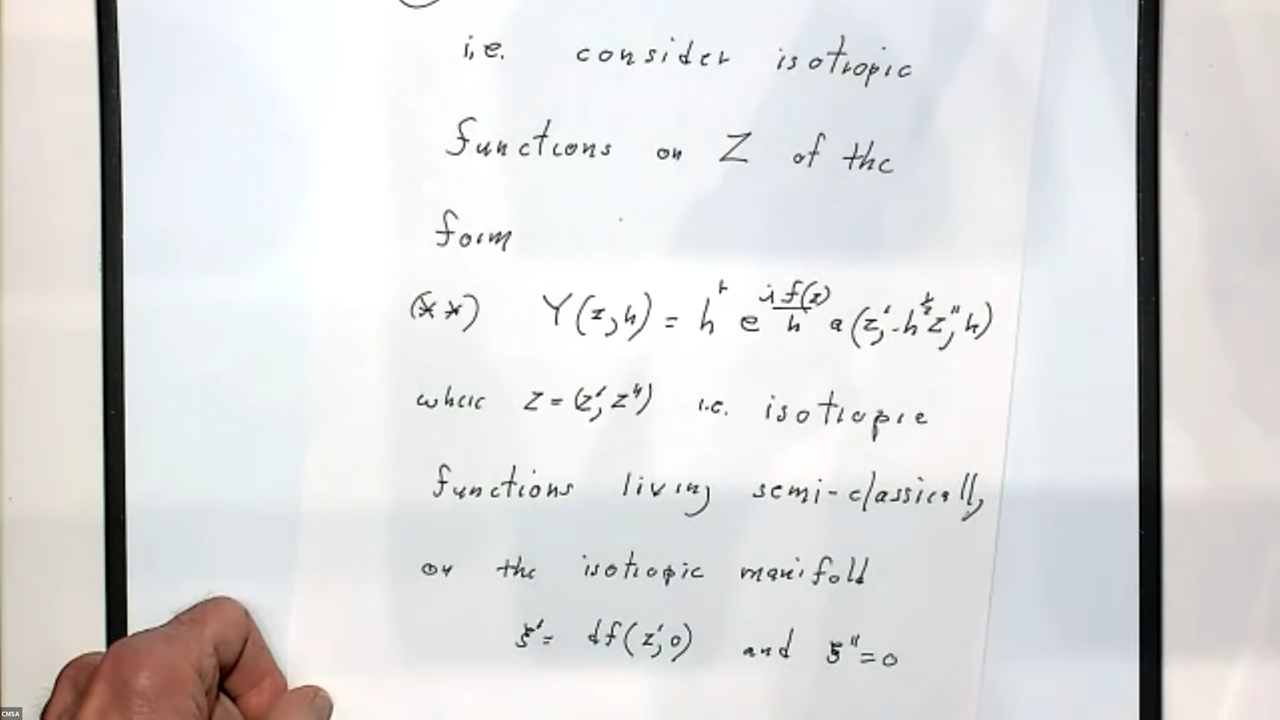 i.e. consider isotropic
functions on Z of the
form
(**) Y(z,h) = h^r e^{i f(z)/h} a(z', h^{-1/2} z'', h)
where z = (z', z'') i.e. isotropic
functions living semi-classically
on the isotropic manifold
ξ' = df(z', 0) and ξ'' = 0
CMSA